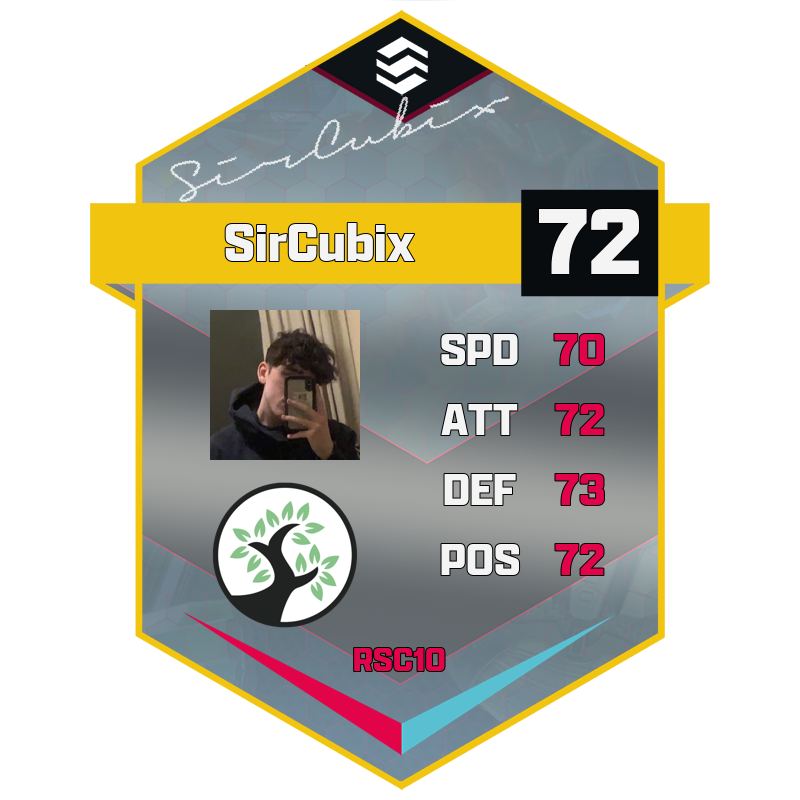 SirCubix
SirCubix
72
SPD 70
ATT 72
DEF 73
POS 72
RSC10